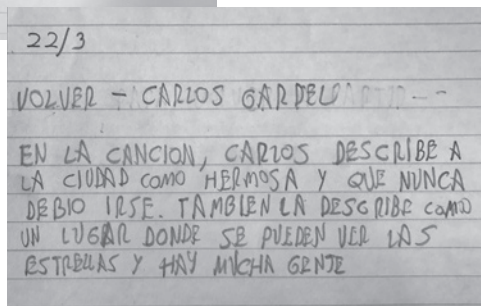 22/3
VOLVER - CARLOS GARDEL
EN LA CANCION, CARLOS DESCRIBE A
LA CIUDAD COMO HERMOSA Y QUE NUNCA
DEBIO IRSE. TAMBIEN LA DESCRIBE COMO
UN LUGAR DONDE SE PUEDEN VER LAS
ESTRELLAS Y HAY MUCHA GENTE